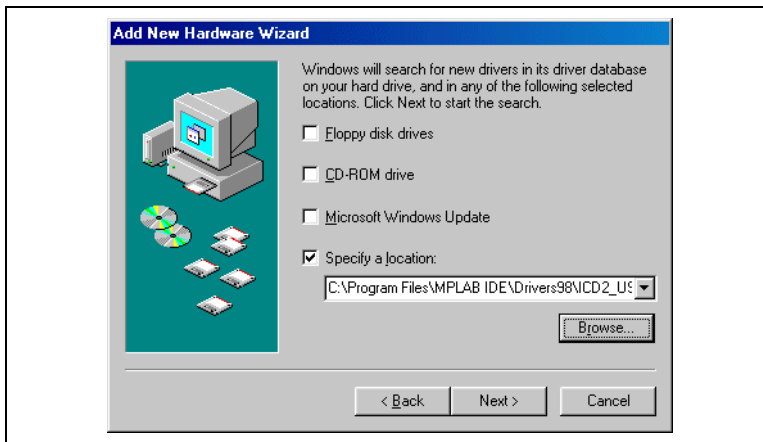 Add New Hardware Wizard
Windows will search for new drivers in its driver database
on your hard drive, and in any of the following selected
locations. Click Next to start the search.
Floppy disk drives
CD-ROM drive
Microsoft Windows Update
Specify a location:
C:\Program Files\MPLAB IDE\Drivers98\ICD2_US
Browse...
< Back Next > Cancel